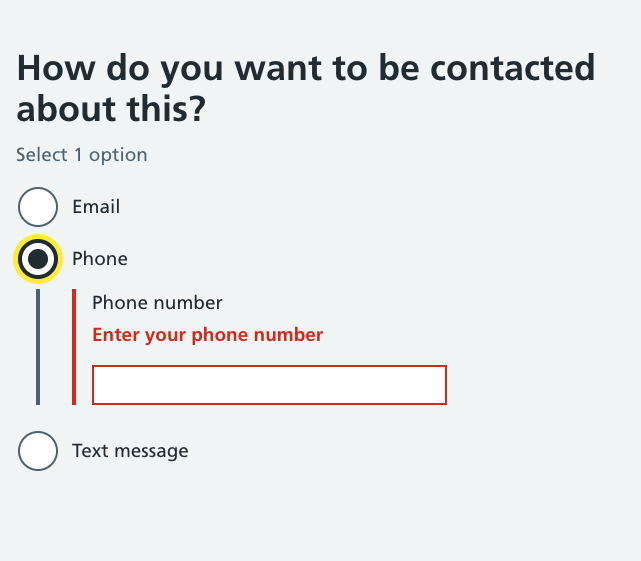 How do you want to be contacted
about this?
Select 1 option
Email
Phone
Phone number
Enter your phone number
Text message